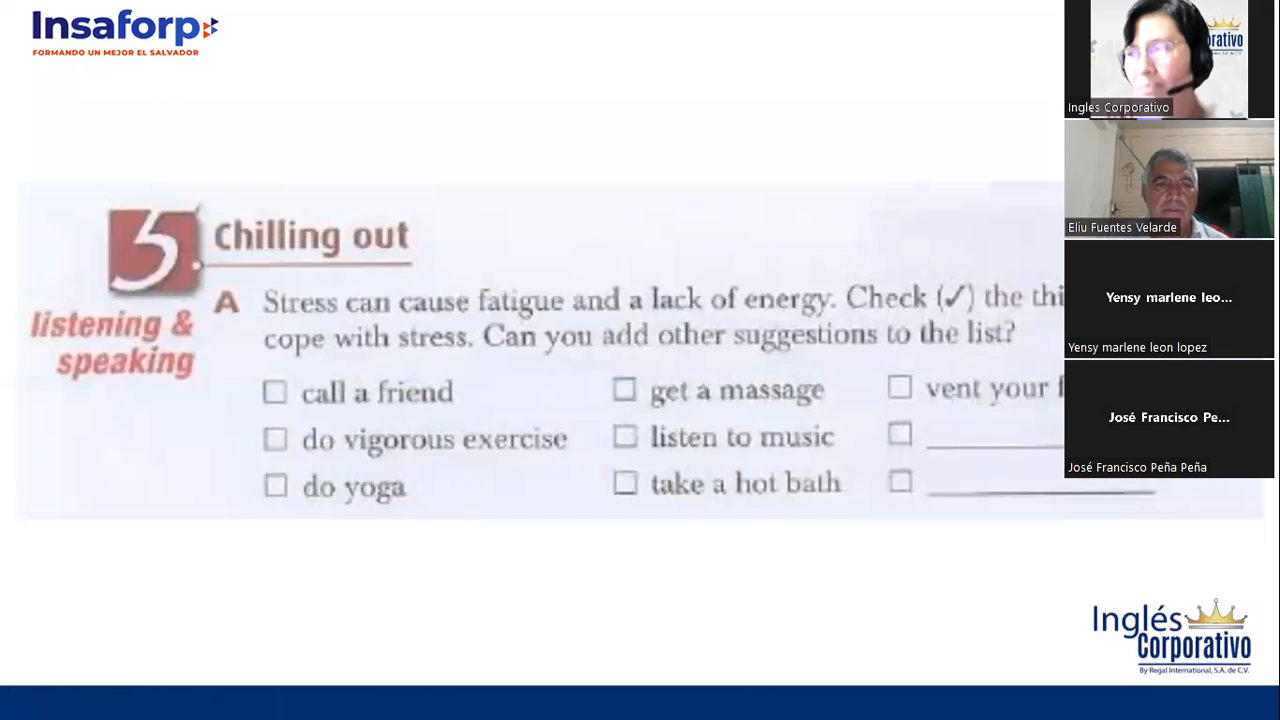 Insaforp
FORMANDO UN MEJOR EL SALVADOR
5 Chilling out
listening &
speaking
A Stress can cause fatigue and a lack of energy. Check (✓) the
cope with stress. Can you add other suggestions to the list?
☐ call a friend ☐ get a massage ☐ vent your
☐ do vigorous exercise ☐ listen to music ☐ ____________
☐ do yoga ☐ take a hot bath ☐ ____________
Ingles Corporativo
Eliu Fuentes Velarde
Yensy marlene leo...
Yensy marlene leon lopez
José Francisco Pe...
José Francisco Peña Peña
Inglés
Corporativo
By Regal International, S.A. de C.V.